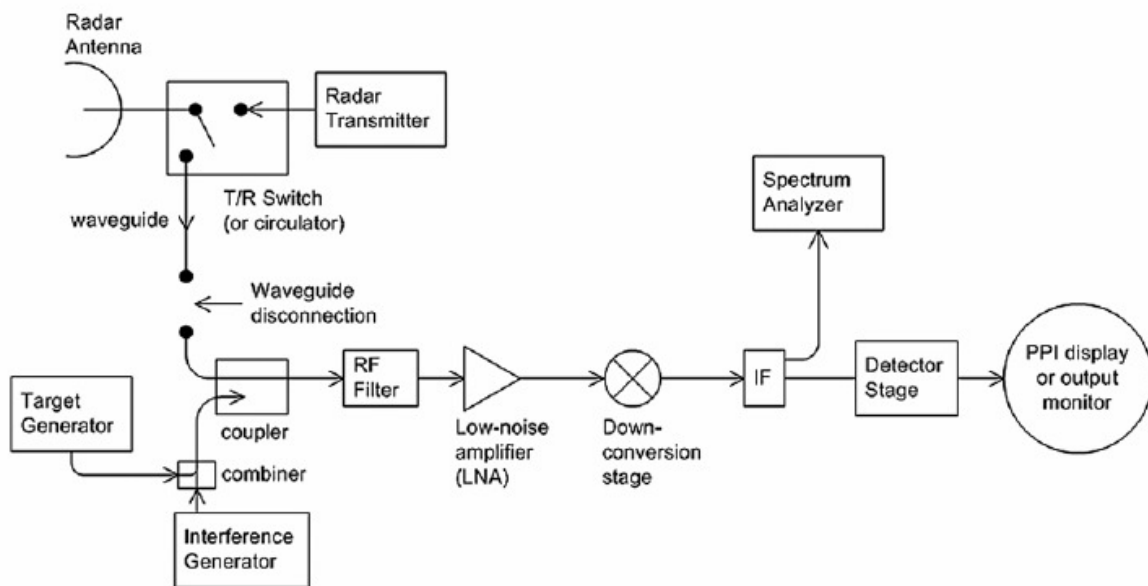 Radar
Antenna
Radar
Transmitter
T/R Switch
(or circulator)
waveguide
Waveguide
disconnection
Spectrum
Analyzer
Target
Generator
coupler
combiner
Interference
Generator
RF
Filter
Low-noise
amplifier
(LNA)
Down-
conversion
stage
IF
Detector
Stage
PPI display
or output
monitor